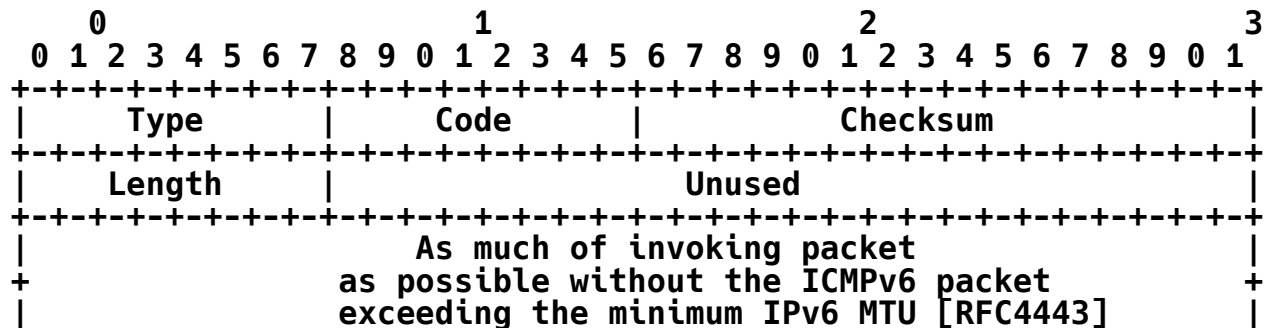 0                   1                   2                   3
 0 1 2 3 4 5 6 7 8 9 0 1 2 3 4 5 6 7 8 9 0 1 2 3 4 5 6 7 8 9 0 1
+-+-+-+-+-+-+-+-+-+-+-+-+-+-+-+-+-+-+-+-+-+-+-+-+-+-+-+-+-+-+-+-+
|     Type      |     Code      |          Checksum             |
+-+-+-+-+-+-+-+-+-+-+-+-+-+-+-+-+-+-+-+-+-+-+-+-+-+-+-+-+-+-+-+-+
|    Length     |                  Unused                       |
+-+-+-+-+-+-+-+-+-+-+-+-+-+-+-+-+-+-+-+-+-+-+-+-+-+-+-+-+-+-+-+-+
|                    As much of invoking packet                 |
+                as possible without the ICMPv6 packet          +
|                exceeding the minimum IPv6 MTU [RFC4443]       |